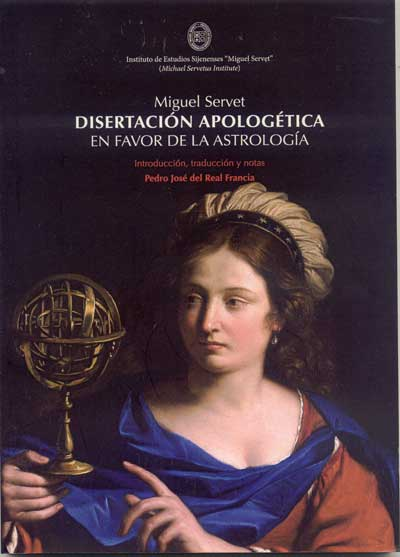 Instituto de Estudios Sijenenses "Miguel Servet"
(Michael Servetus Institute)
Miguel Servet
DISERTACIÓN APOLOGÉTICA
EN FAVOR DE LA ASTROLOGÍA
Introducción, traducción y notas
Pedro José del Real Francia